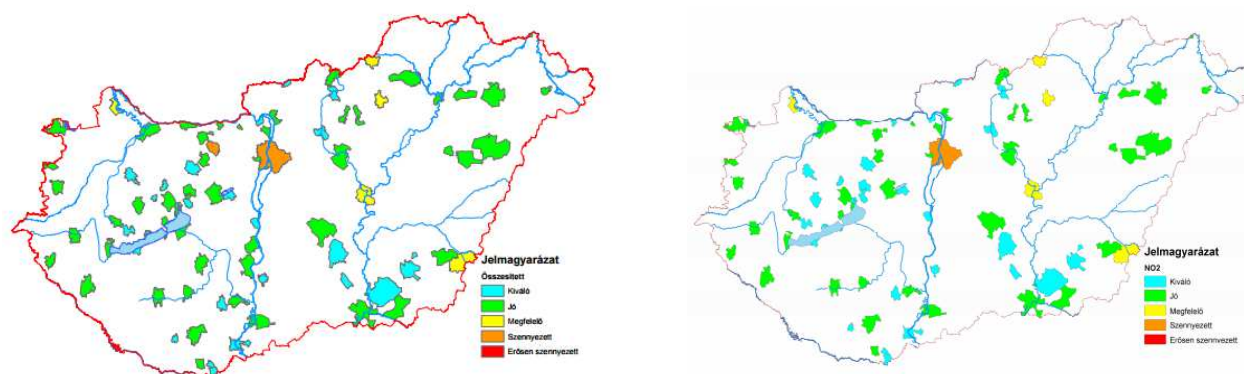 Jelmagyarázat
Összesített
Kiváló
Jó
Megfelelő
Szennyezett
Erősen szennyezett
Jelmagyarázat
NO2
Kiváló
Jó
Megfelelő
Szennyezett
Erősen szennyezett